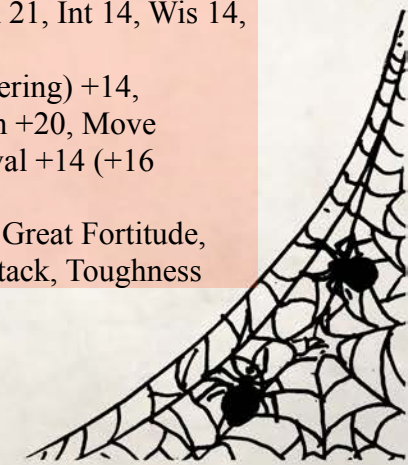 21, Int 14, Wis 14,
ering) +14,
+20, Move
val +14 (+16
Great Fortitude,
tack, Toughness